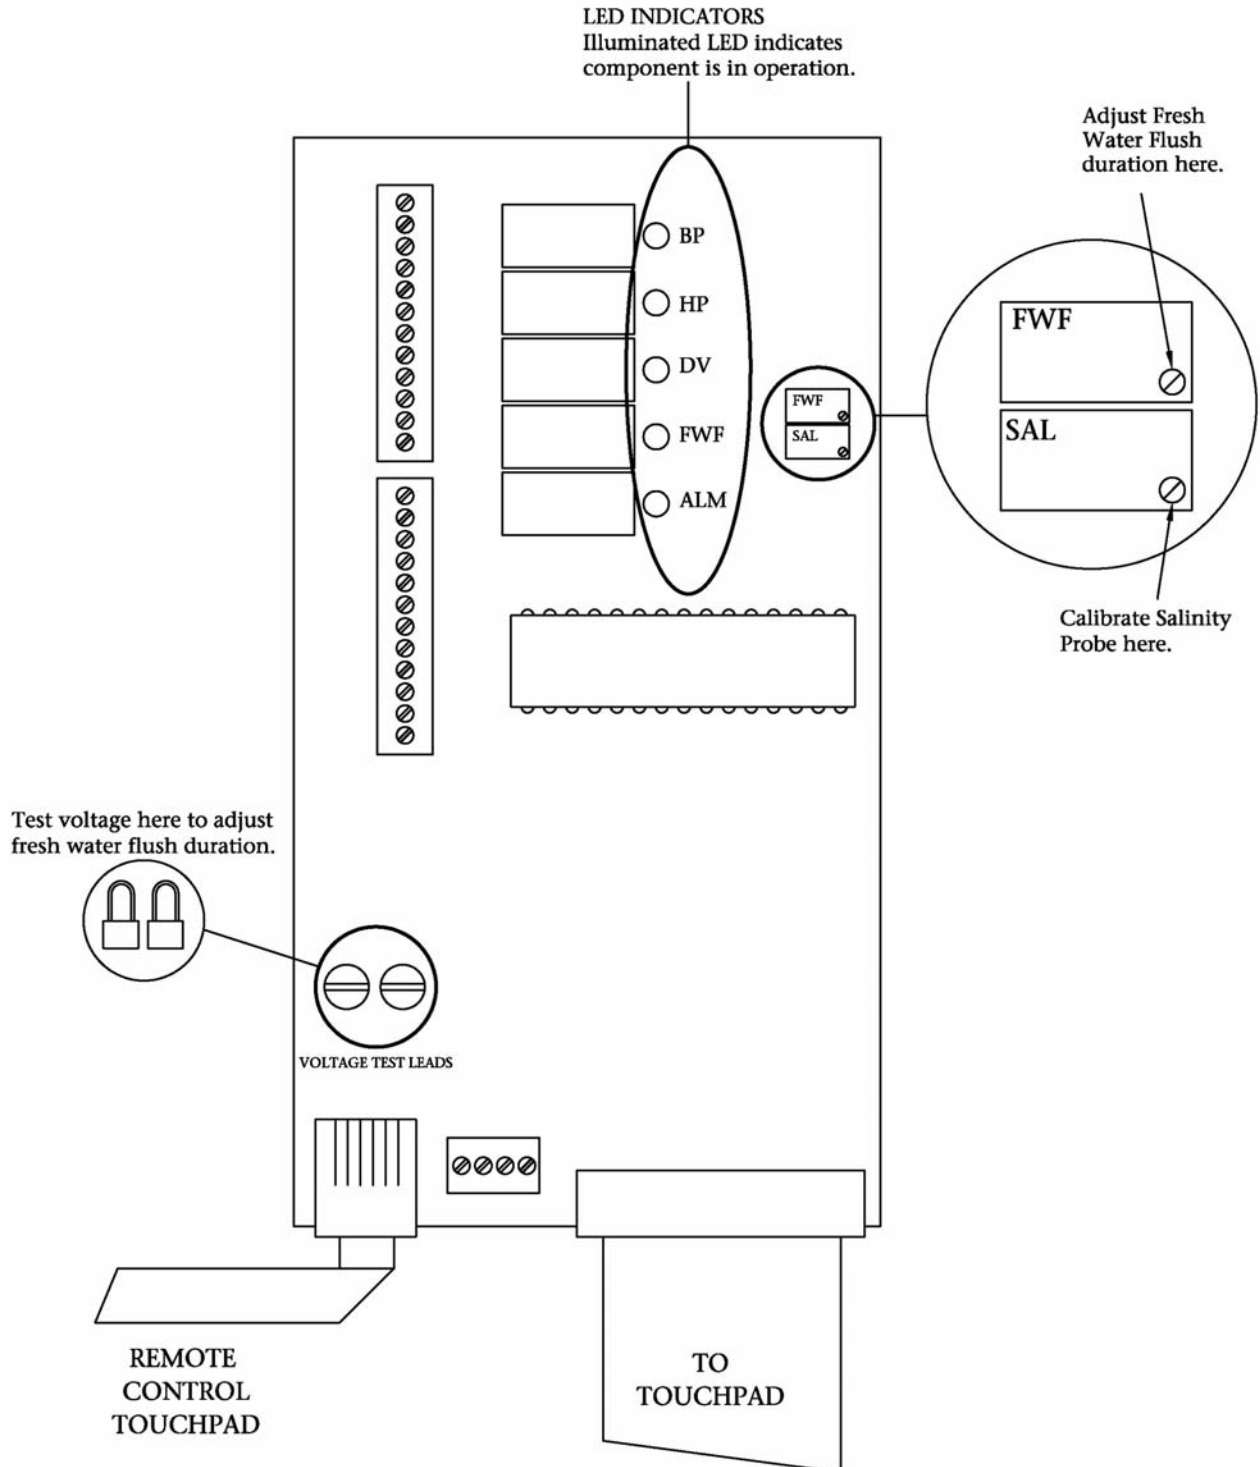 LED INDICATORS
Illuminated LED indicates
component is in operation.
Adjust Fresh
Water Flush
duration here.
BP
HP
DV
FWF
ALM
FWF
SAL
FWF
SAL
Calibrate Salinity
Probe here.
Test voltage here to adjust
fresh water flush duration.
VOLTAGE TEST LEADS
REMOTE
CONTROL
TOUCHPAD
TO
TOUCHPAD